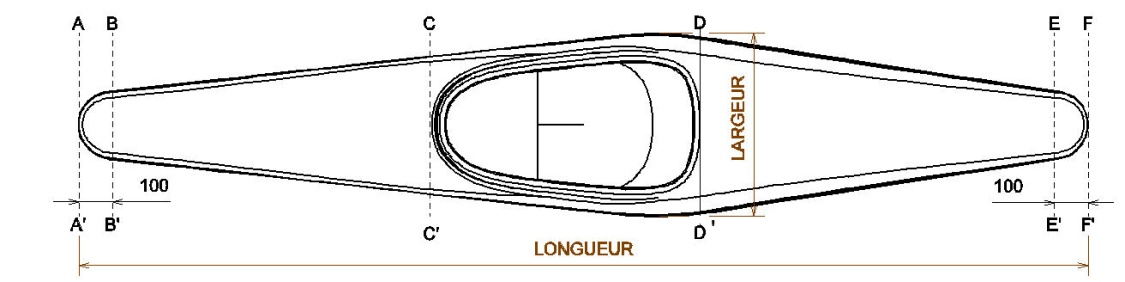 A B C D E F
LARGEUR
100 100
A' B' C' D' E' F'
LONGUEUR